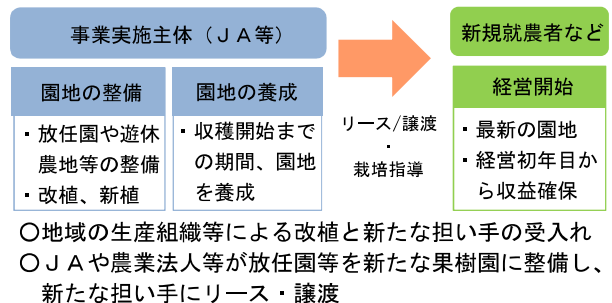 事業実施主体（ＪＡ等）
園地の整備
・放任園や遊休
農地等の整備
・改植、新植
園地の養成
・収穫開始まで
の期間、園地
を養成
リース/譲渡
・
栽培指導
新規就農者など
経営開始
・最新の園地
・経営初年目か
ら収益確保
〇地域の生産組織等による改植と新たな担い手の受入れ
〇ＪＡや農業法人等が放任園等を新たな果樹園に整備し、
新たな担い手にリース・譲渡